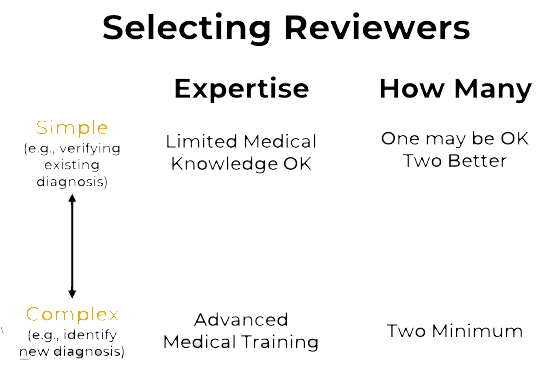 Selecting Reviewers
Expertise
How Many
Simple
(e.g., verifying
existing
diagnosis)
Limited Medical
Knowledge OK
One may be OK
Two Better
Complex
(e.g., identify
new diagnosis)
Advanced
Medical Training
Two Minimum